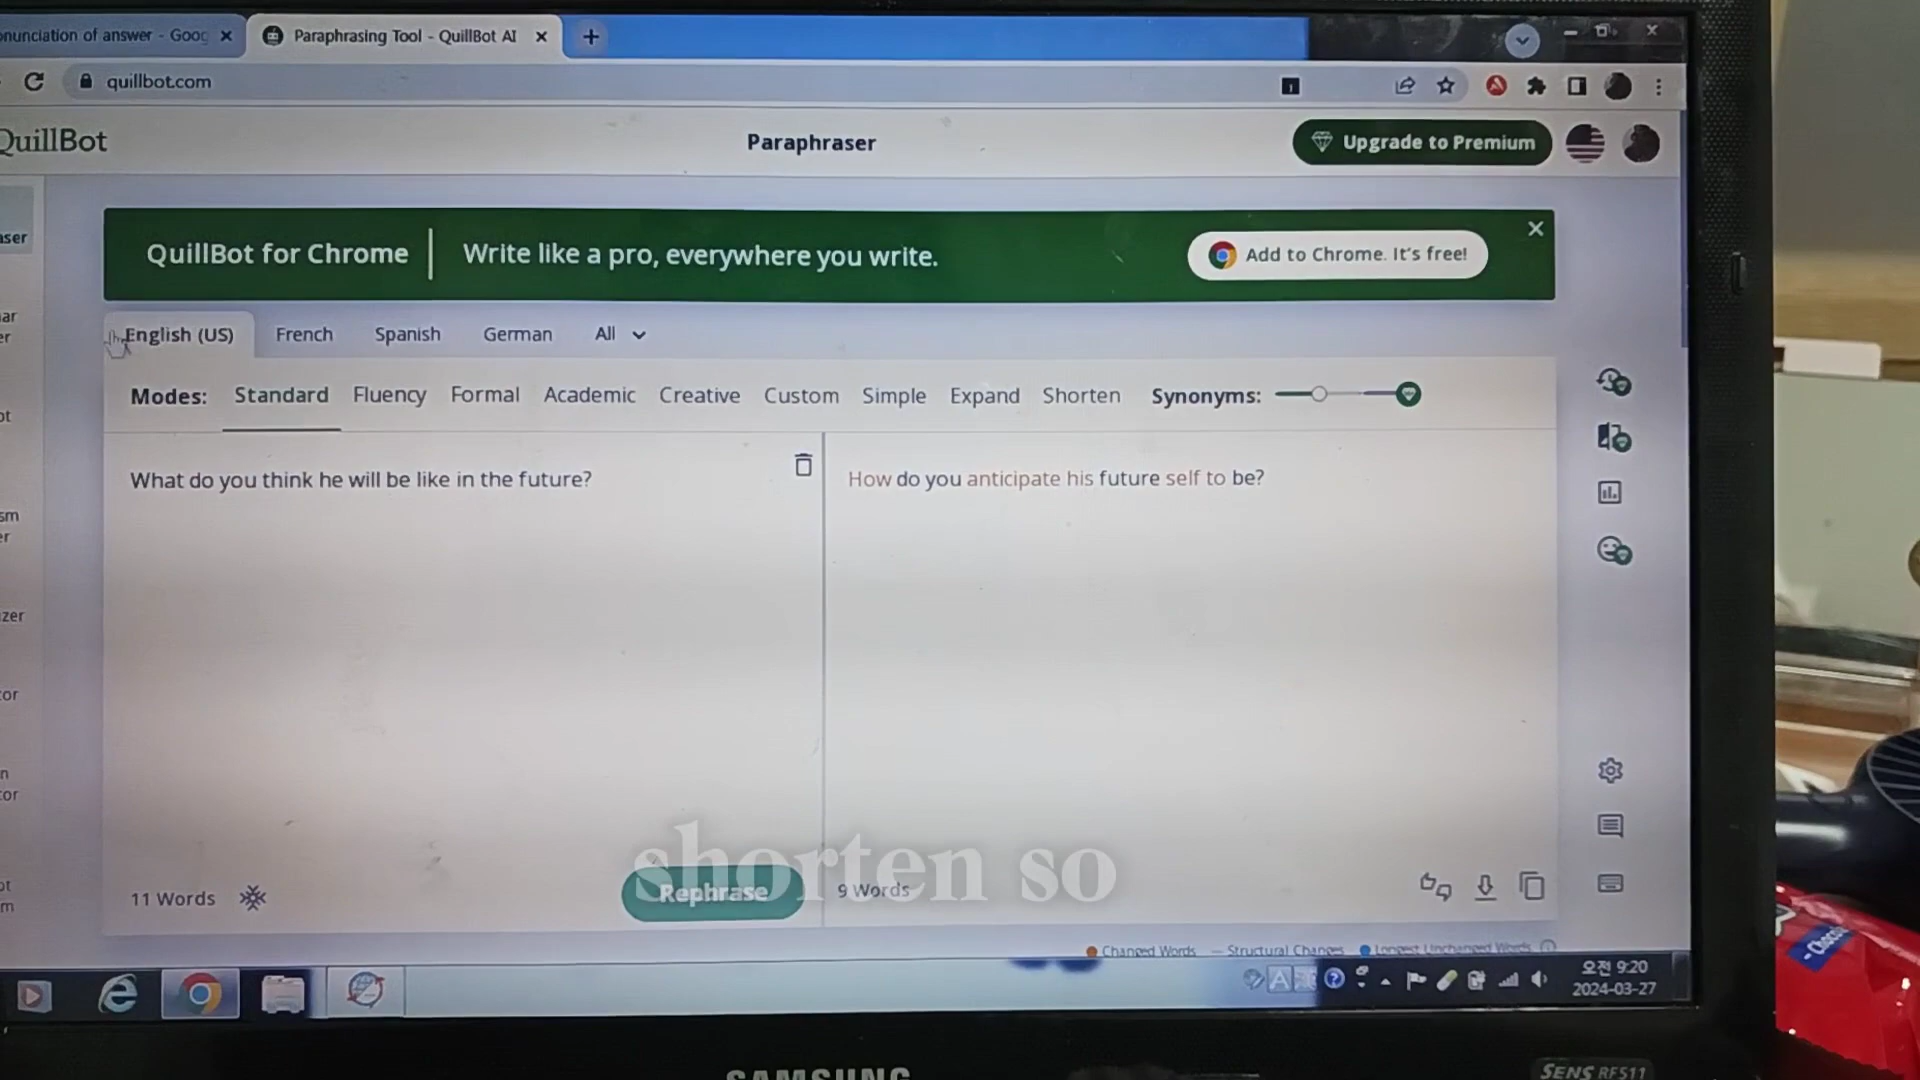 onunciation of answer - Goog
Paraphrasing Tool - QuillBot AI
quillbot.com
QuillBot
Paraphraser
Upgrade to Premium
QuillBot for Chrome
Write like a pro, everywhere you write.
Add to Chrome. It's free!
English (US) French Spanish German All
Modes: Standard Fluency Formal Academic Creative Custom Simple Expand Shorten Synonyms:
What do you think he will be like in the future?
How do you anticipate his future self to be?
shorten so
11 Words
Rephrase
9 Words
Changed Words
Structural Changes
Longest Unchanged Words
오전 9:20
2024-03-27
SAMSUNG
SENS RF511